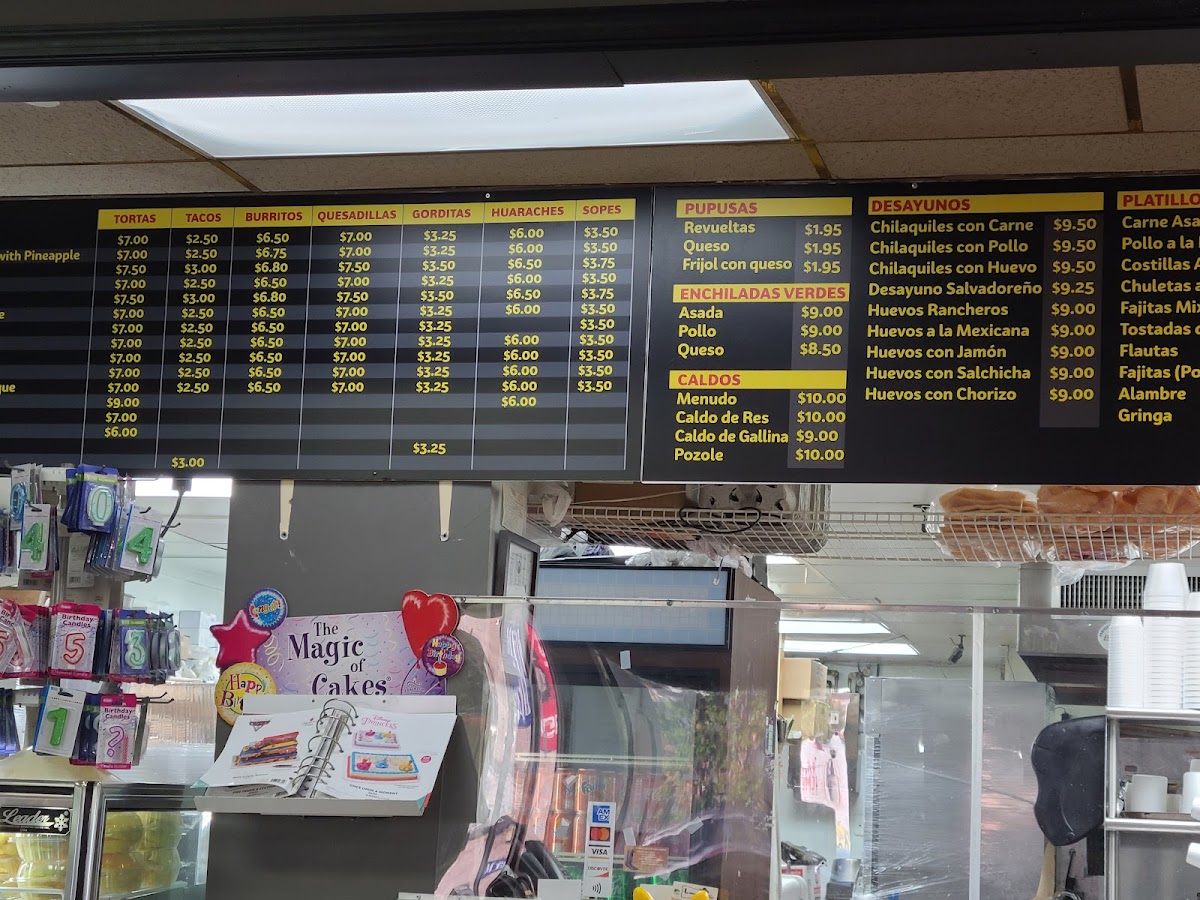 TORTAS TACOS BURRITOS QUESADILLAS GORDITAS HUARACHES SOPES
$7.00 $2.50 $6.50 $7.00 $3.25 $6.00 $3.50
with Pineapple $7.00 $2.50 $6.75 $7.00 $3.25 $6.00 $3.50
$7.50 $3.00 $6.80 $7.50 $3.50 $6.50 $3.75
$7.00 $2.50 $6.50 $7.00 $3.25 $6.00 $3.50
$7.50 $3.00 $6.80 $7.50 $3.50 $6.50 $3.75
e $7.00 $2.50 $6.50 $7.00 $3.25 $6.00 $3.50
$7.00 $2.50 $6.50 $7.00 $3.25 $3.50
$7.00 $2.50 $6.50 $7.00 $3.25 $6.00 $3.50
$7.00 $2.50 $6.50 $7.00 $3.25 $6.00 $3.50
$7.00 $2.50 $6.50 $7.00 $3.25 $6.00 $3.50
que $7.00 $2.50 $6.50 $7.00 $3.25 $6.00 $3.50
$9.00 $6.00
$7.00
$6.00
$3.25
$3.00
PUPUSAS
Revueltas $1.95
Queso $1.95
Frijol con queso $1.95
ENCHILADAS VERDES
Asada $9.00
Pollo $9.00
Queso $8.50
CALDOS
Menudo $10.00
Caldo de Res $10.00
Caldo de Gallina $9.00
Pozole $10.00
DESAYUNOS
Chilaquiles con Carne $9.50
Chilaquiles con Pollo $9.50
Chilaquiles con Huevo $9.50
Desayuno Salvadoreño $9.25
Huevos Rancheros $9.00
Huevos a la Mexicana $9.00
Huevos con Jamón $9.00
Huevos con Salchicha $9.00
Huevos con Chorizo $9.00
PLATILLO
Carne Asa
Pollo a la
Costillas A
Chuletas a
Fajitas Mix
Tostadas
Flautas
Fajitas (Po
Alambre
Gringa
0
4
4
Birthday Candles
5
3
1
Birthday Candles
?
The
Magic
of
Cakes
Happy
Birthday
Princess
Leader
AM
EX
VISA
DISCOVER